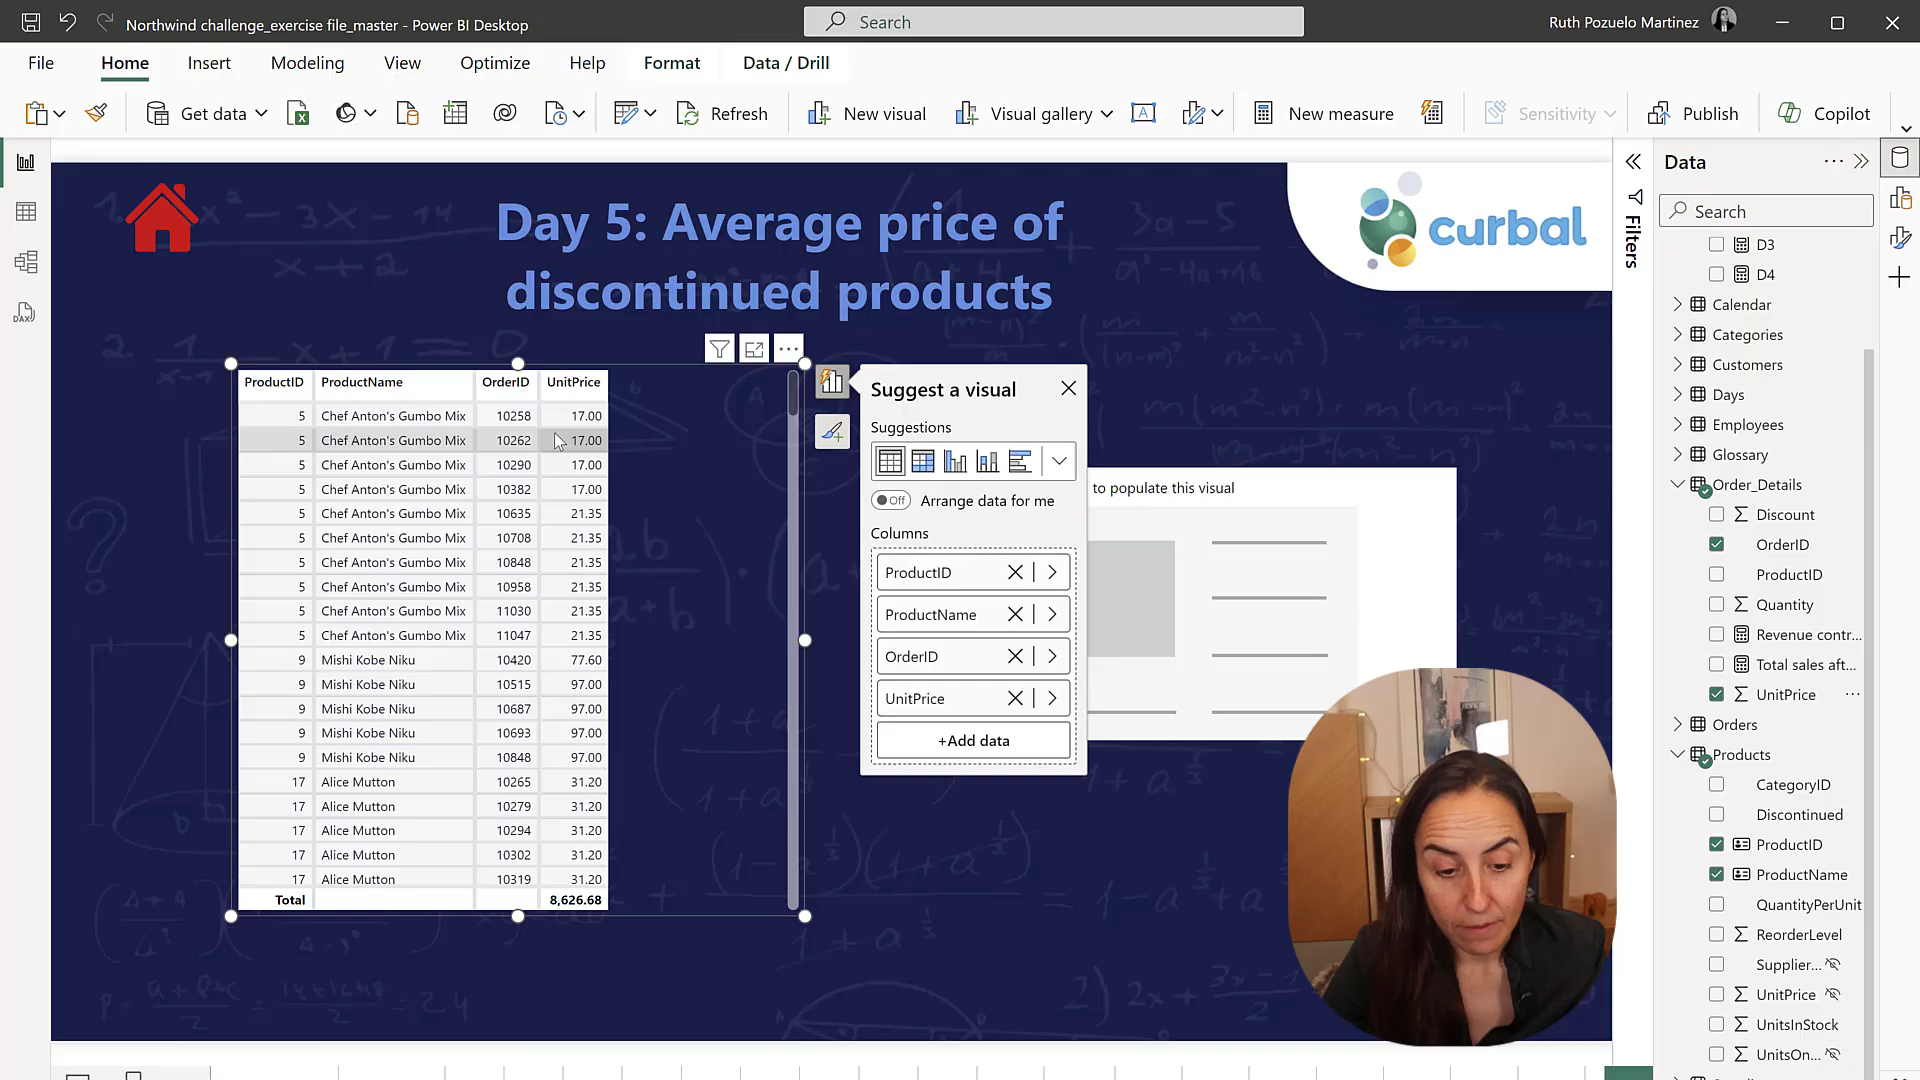 Northwind challenge_exercise file_master - Power BI Desktop
Search
Ruth Pozuelo Martinez
File
Home
Insert
Modeling
View
Optimize
Help
Format
Data / Drill
Get data
Refresh
New visual
Visual gallery
New measure
Sensitivity
Publish
Copilot
Day 5: Average price of
discontinued products
curbal
ProductID ProductName OrderID UnitPrice
5 Chef Anton's Gumbo Mix 10258 17.00
5 Chef Anton's Gumbo Mix 10262 17.00
5 Chef Anton's Gumbo Mix 10290 17.00
5 Chef Anton's Gumbo Mix 10382 17.00
5 Chef Anton's Gumbo Mix 10635 21.35
5 Chef Anton's Gumbo Mix 10708 21.35
5 Chef Anton's Gumbo Mix 10848 21.35
5 Chef Anton's Gumbo Mix 10958 21.35
5 Chef Anton's Gumbo Mix 11030 21.35
5 Chef Anton's Gumbo Mix 11047 21.35
9 Mishi Kobe Niku 10420 77.60
9 Mishi Kobe Niku 10515 97.00
9 Mishi Kobe Niku 10687 97.00
9 Mishi Kobe Niku 10693 97.00
9 Mishi Kobe Niku 10848 97.00
17 Alice Mutton 10265 31.20
17 Alice Mutton 10279 31.20
17 Alice Mutton 10294 31.20
17 Alice Mutton 10302 31.20
17 Alice Mutton 10319 31.20
Total 8,626.68
Suggest a visual
Suggestions
Off Arrange data for me
Columns
ProductID
ProductName
OrderID
UnitPrice
+Add data
to populate this visual
Filters
Data
Search
D3
D4
Calendar
Categories
Customers
Days
Employees
Glossary
Order_Details
Discount
OrderID
ProductID
Quantity
Revenue contr...
Total sales aft...
UnitPrice
Orders
Products
CategoryID
Discontinued
ProductID
ProductName
QuantityPerUnit
ReorderLevel
Supplier...
UnitPrice
UnitsInStock
UnitsOn...